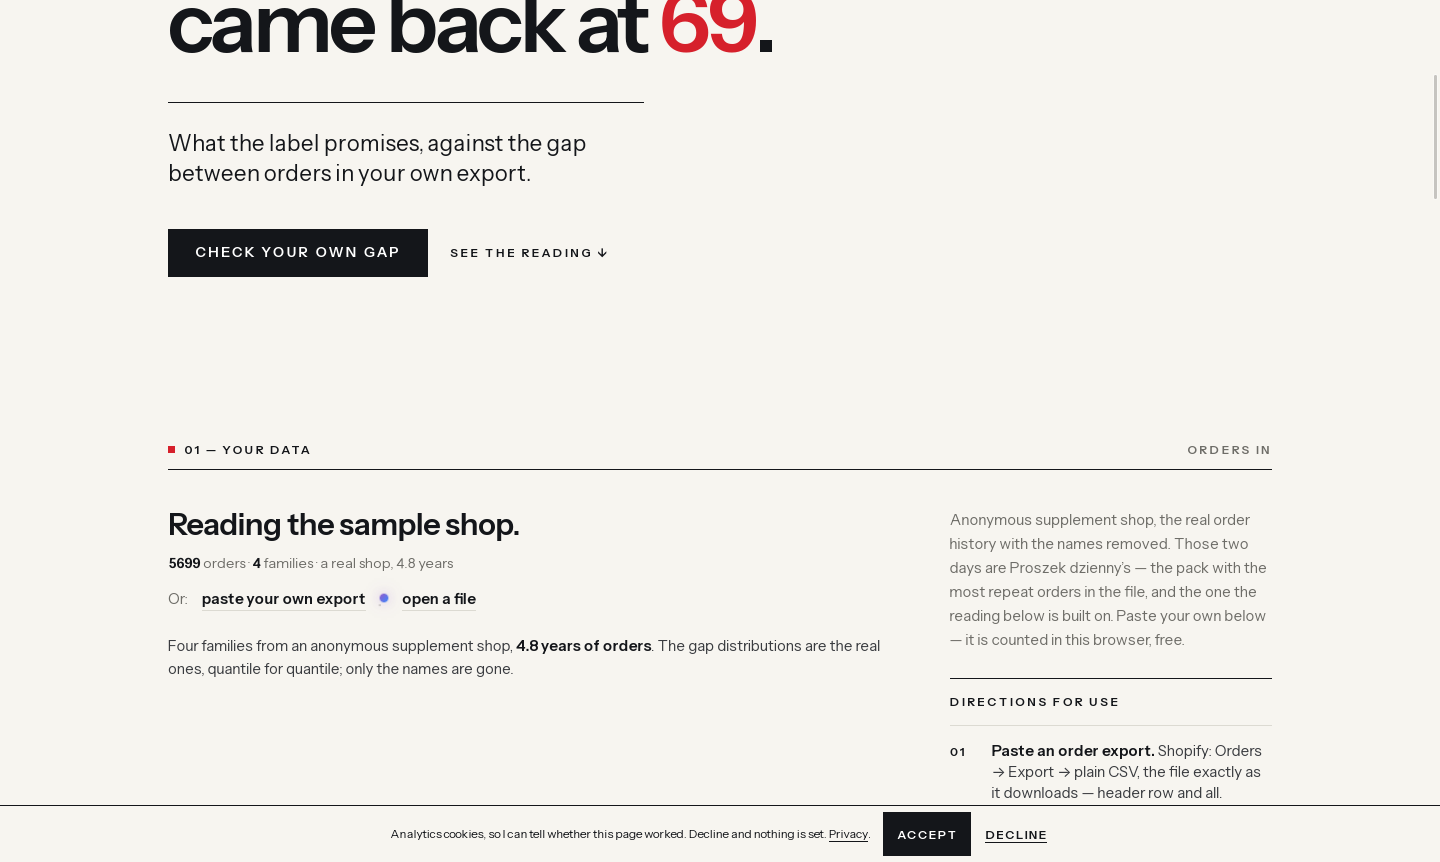 came back at 69.
What the label promises, against the gap
between orders in your own export.
CHECK YOUR OWN GAP
SEE THE READING ↓
01 — YOUR DATA
ORDERS IN
Reading the sample shop.
5699 orders · 4 families · a real shop, 4.8 years
Or: paste your own export open a file
Four families from an anonymous supplement shop, 4.8 years of orders. The gap distributions are the real
ones, quantile for quantile; only the names are gone.
Anonymous supplement shop, the real order
history with the names removed. Those two
days are Proszek dzienny's — the pack with the
most repeat orders in the file, and the one the
reading below is built on. Paste your own below
— it is counted in this browser, free.
DIRECTIONS FOR USE
01 Paste an order export. Shopify: Orders
→ Export → plain CSV, the file exactly as
it downloads — header row and all.
Analytics cookies, so I can tell whether this page worked. Decline and nothing is set. Privacy.
ACCEPT
DECLINE